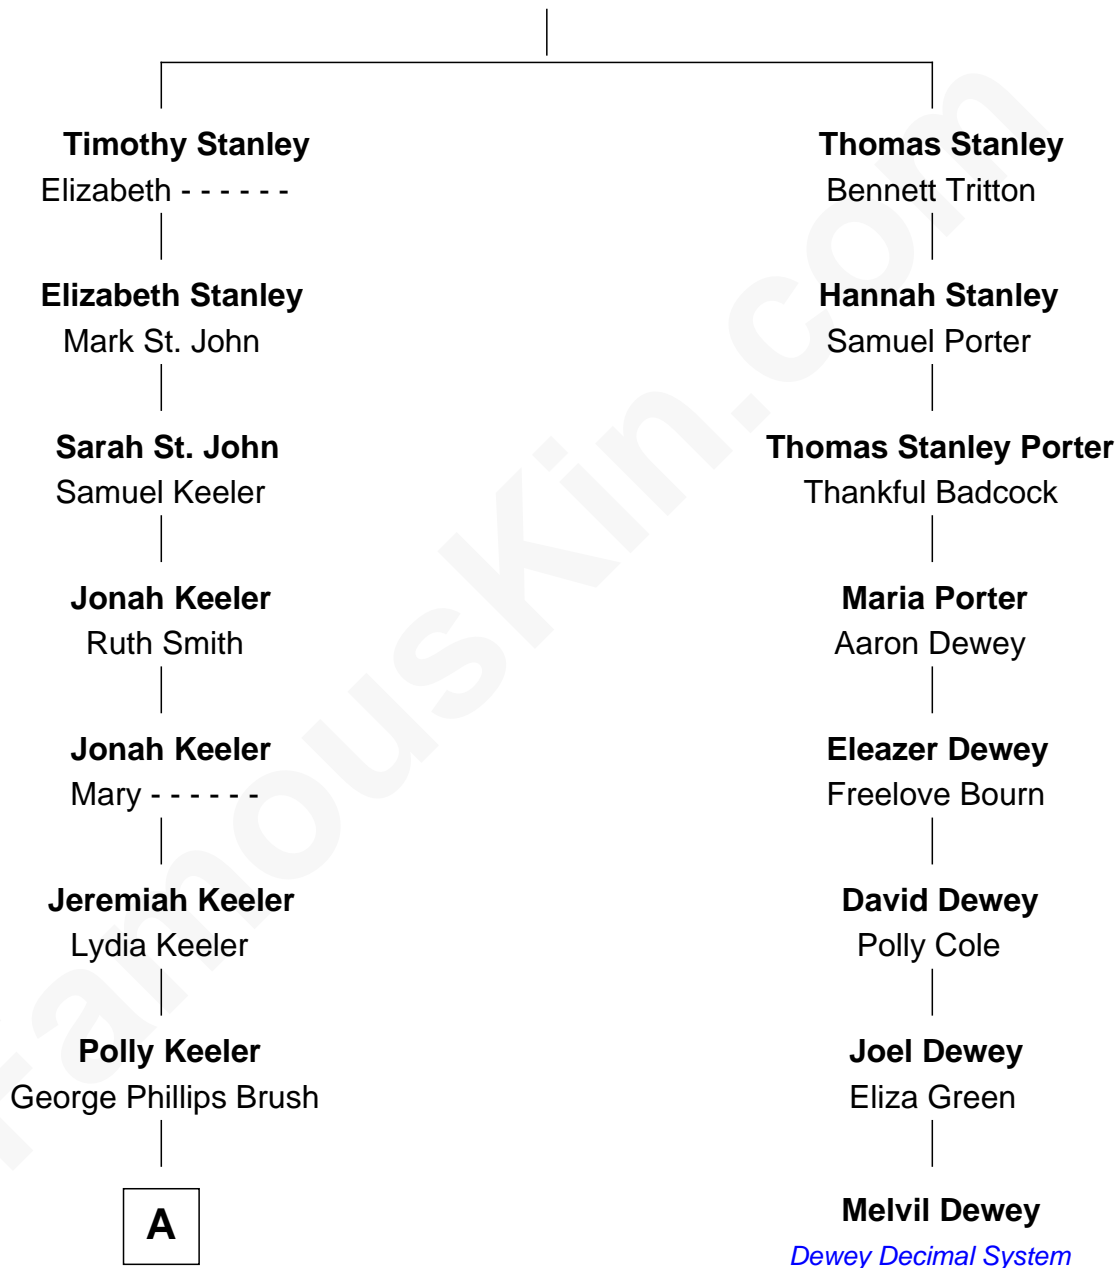 Timothy Stanley
Elizabeth - - - - - -
Elizabeth Stanley
Mark St. John
Sarah St. John
Samuel Keeler
Jonah Keeler
Ruth Smith
Jonah Keeler
Mary - - - - - -
Jeremiah Keeler
Lydia Keeler
Polly Keeler
George Phillips Brush
A
Thomas Stanley
Bennett Tritton
Hannah Stanley
Samuel Porter
Thomas Stanley Porter
Thankful Badcock
Maria Porter
Aaron Dewey
Eleazer Dewey
Freelove Bourn
David Dewey
Polly Cole
Joel Dewey
Eliza Green
Melvil Dewey
Dewey Decimal System
FamousKin.com